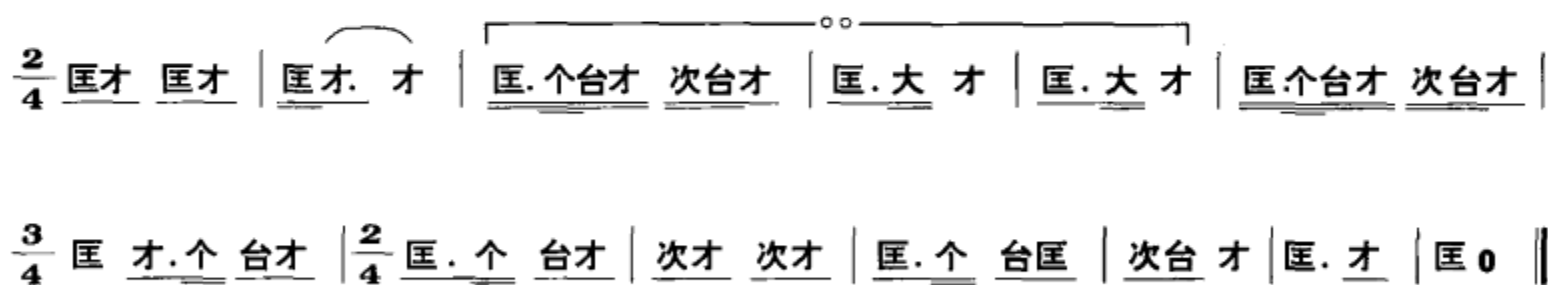 2/4 匡才 匡才 | 匡才. 才 | 匡.个台才 次台才 | 匡.大 才 | 匡.大 才 | 匡.个台才 次台才 |
3/4 匡 才.个 台才 | 2/4 匡.个 台才 | 次才 次才 | 匡.个 台匡 | 次台 才 | 匡. 才 | 匡 0 ‖